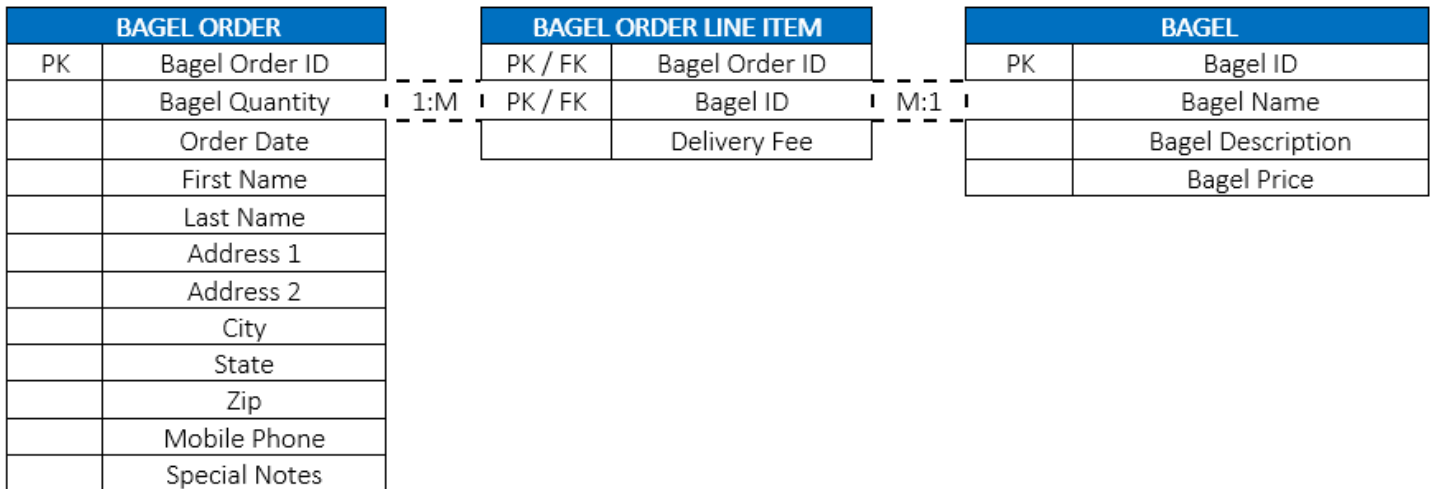 BAGEL ORDER
PK Bagel Order ID
Bagel Quantity
Order Date
First Name
Last Name
Address 1
Address 2
City
State
Zip
Mobile Phone
Special Notes
1:M
BAGEL ORDER LINE ITEM
PK / FK Bagel Order ID
PK / FK Bagel ID
Delivery Fee
M:1
BAGEL
PK Bagel ID
Bagel Name
Bagel Description
Bagel Price